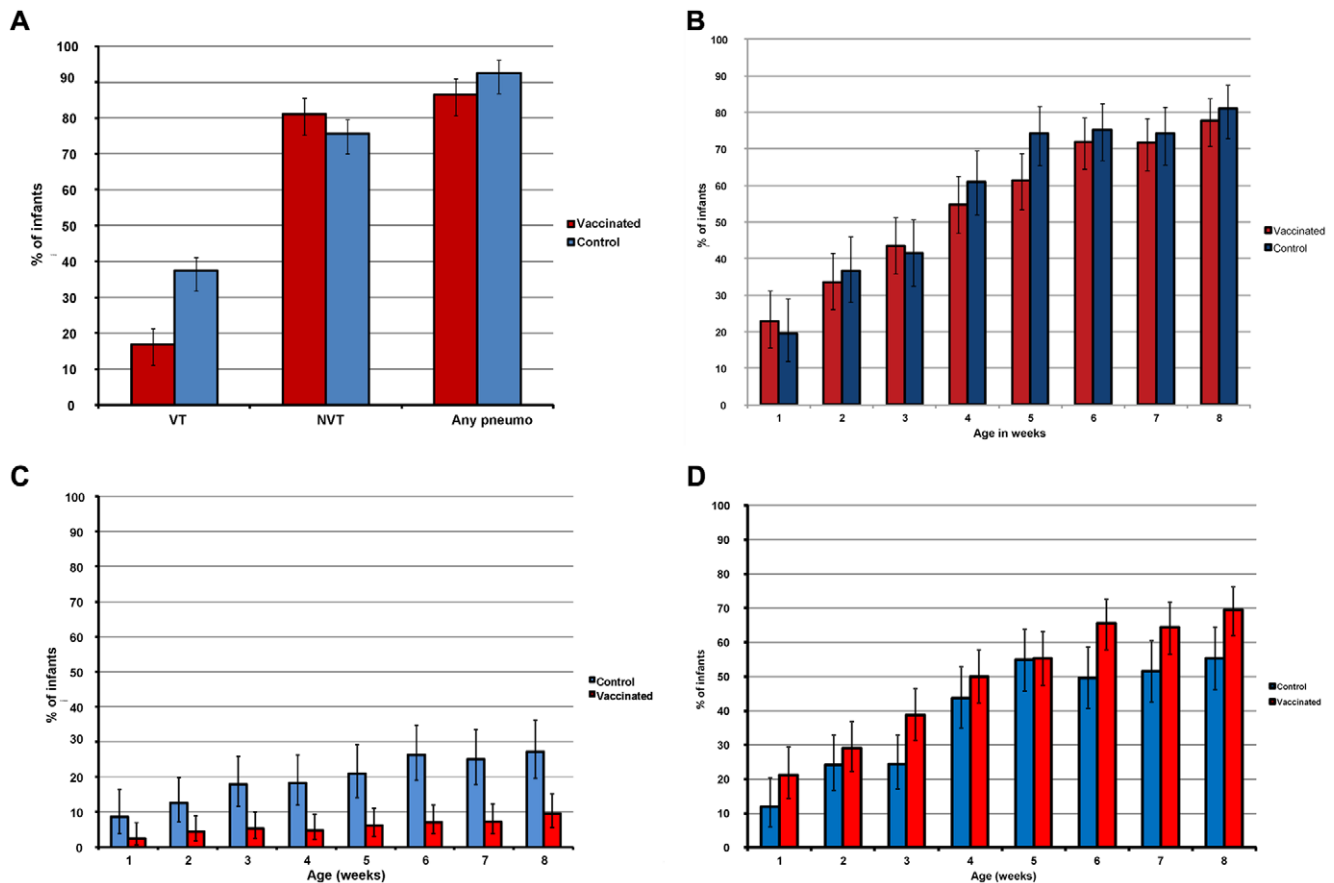 A
100
90
80
70
60
50
40
30
20
10
0
% of infants
VT NVT Any pneumo
Vaccinated
Control
B
100
90
80
70
60
50
40
30
20
10
0
% of infants
1 2 3 4 5 6 7 8
Age in weeks
Vaccinated
Control
C
100
90
80
70
60
50
40
30
20
10
0
% of infants
1 2 3 4 5 6 7 8
Age (weeks)
Control
Vaccinated
D
100
90
80
70
60
50
40
30
20
10
0
% of infants
1 2 3 4 5 6 7 8
Age (weeks)
Control
Vaccinated